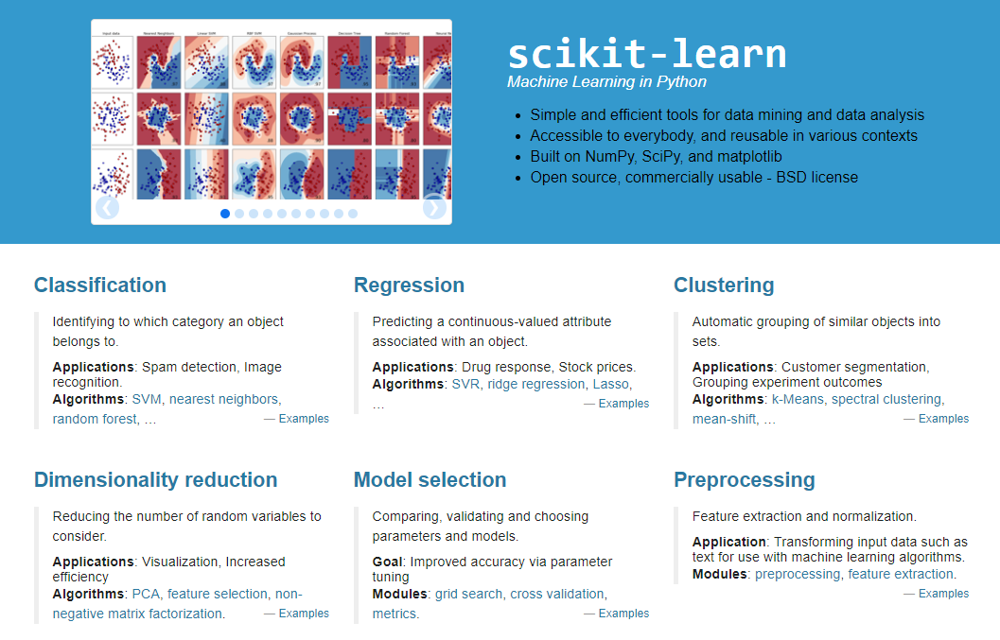 Input data Nearest Neighbors Linear SVM RBF SVM Gaussian Process Decision Tree Random Forest
scikit-learn
Machine Learning in Python
• Simple and efficient tools for data mining and data analysis
• Accessible to everybody, and reusable in various contexts
• Built on NumPy, SciPy, and matplotlib
• Open source, commercially usable - BSD license
Classification
Identifying to which category an object
belongs to.
Applications: Spam detection, Image
recognition.
Algorithms: SVM, nearest neighbors,
random forest, … — Examples
Regression
Predicting a continuous-valued attribute
associated with an object.
Applications: Drug response, Stock prices.
Algorithms: SVR, ridge regression, Lasso,
… — Examples
Clustering
Automatic grouping of similar objects into
sets.
Applications: Customer segmentation,
Grouping experiment outcomes
Algorithms: k-Means, spectral clustering,
mean-shift, … — Examples
Dimensionality reduction
Reducing the number of random variables to
consider.
Applications: Visualization, Increased
efficiency
Algorithms: PCA, feature selection, non-
negative matrix factorization. — Examples
Model selection
Comparing, validating and choosing
parameters and models.
Goal: Improved accuracy via parameter
tuning
Modules: grid search, cross validation,
metrics. — Examples
Preprocessing
Feature extraction and normalization.
Application: Transforming input data such as
text for use with machine learning algorithms.
Modules: preprocessing, feature extraction.
— Examples